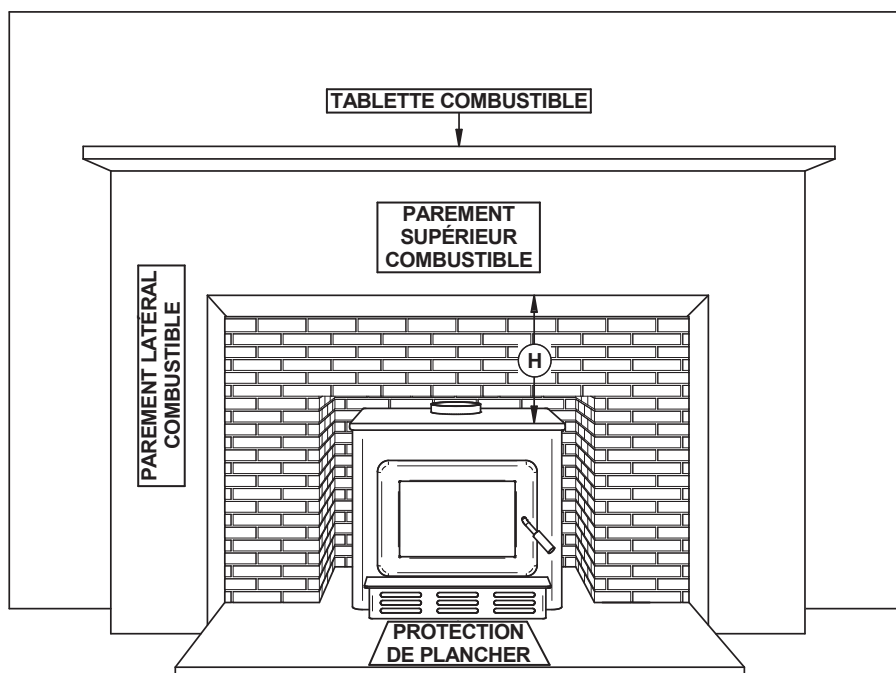 TABLETTE COMBUSTIBLE
PAREMENT
SUPÉRIEUR
COMBUSTIBLE
PAREMENT LATÉRAL
COMBUSTIBLE
H
PROTECTION
DE PLANCHER